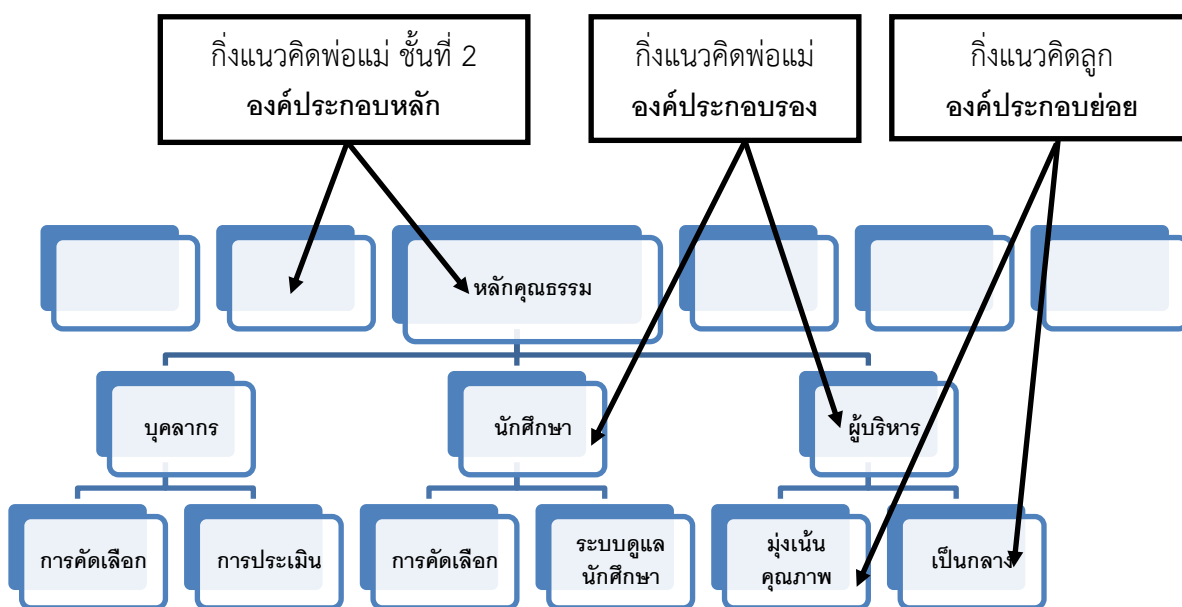 กิ่งแนวคิดพ่อแม่ ชั้นที่ 2
องค์ประกอบหลัก
กิ่งแนวคิดพ่อแม่
องค์ประกอบรอง
กิ่งแนวคิดลูก
องค์ประกอบย่อย
หลักคุณธรรม
บุคลากร
นักศึกษา
ผู้บริหาร
การคัดเลือก
การประเมิน
การคัดเลือก
ระบบดูแล
นักศึกษา
มุ่งเน้น
คุณภาพ
เป็นกลาง